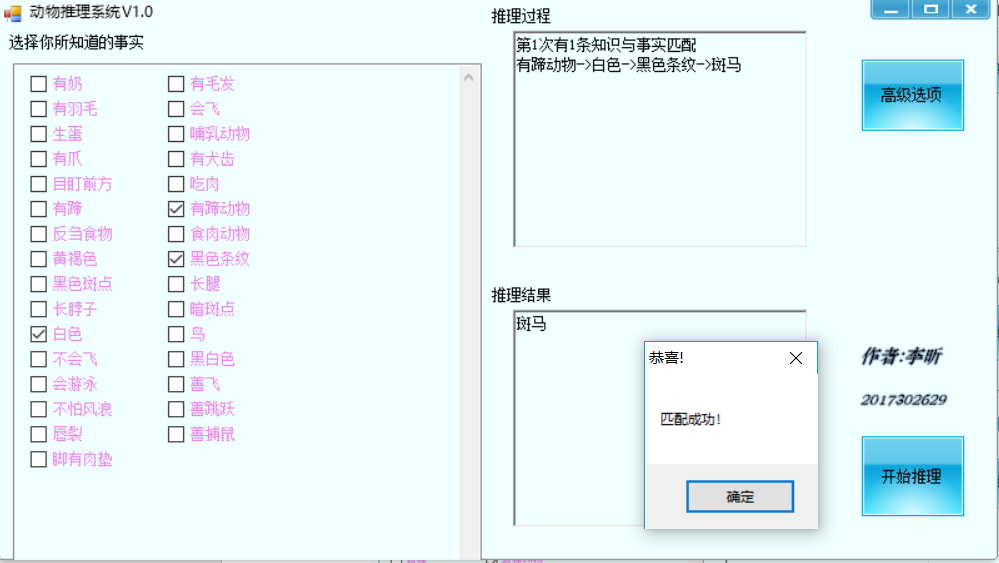 动物推理系统V1.0
选择你所知道的事实
有奶
有毛发
有羽毛
会飞
生蛋
哺乳动物
有爪
有犬齿
目盯前方
吃肉
有蹄
有蹄动物
反刍食物
食肉动物
黄褐色
黑色条纹
黑色斑点
长腿
长脖子
暗斑点
白色
鸟
不会飞
黑白色
会游泳
善飞
不怕风浪
善跳跃
唇裂
善捕鼠
脚有肉垫
推理过程
第1次有1条知识与事实匹配
有蹄动物->白色->黑色条纹->斑马
推理结果
斑马
恭喜!
匹配成功!
确定
高级选项
作者:李昕
2017302629
开始推理